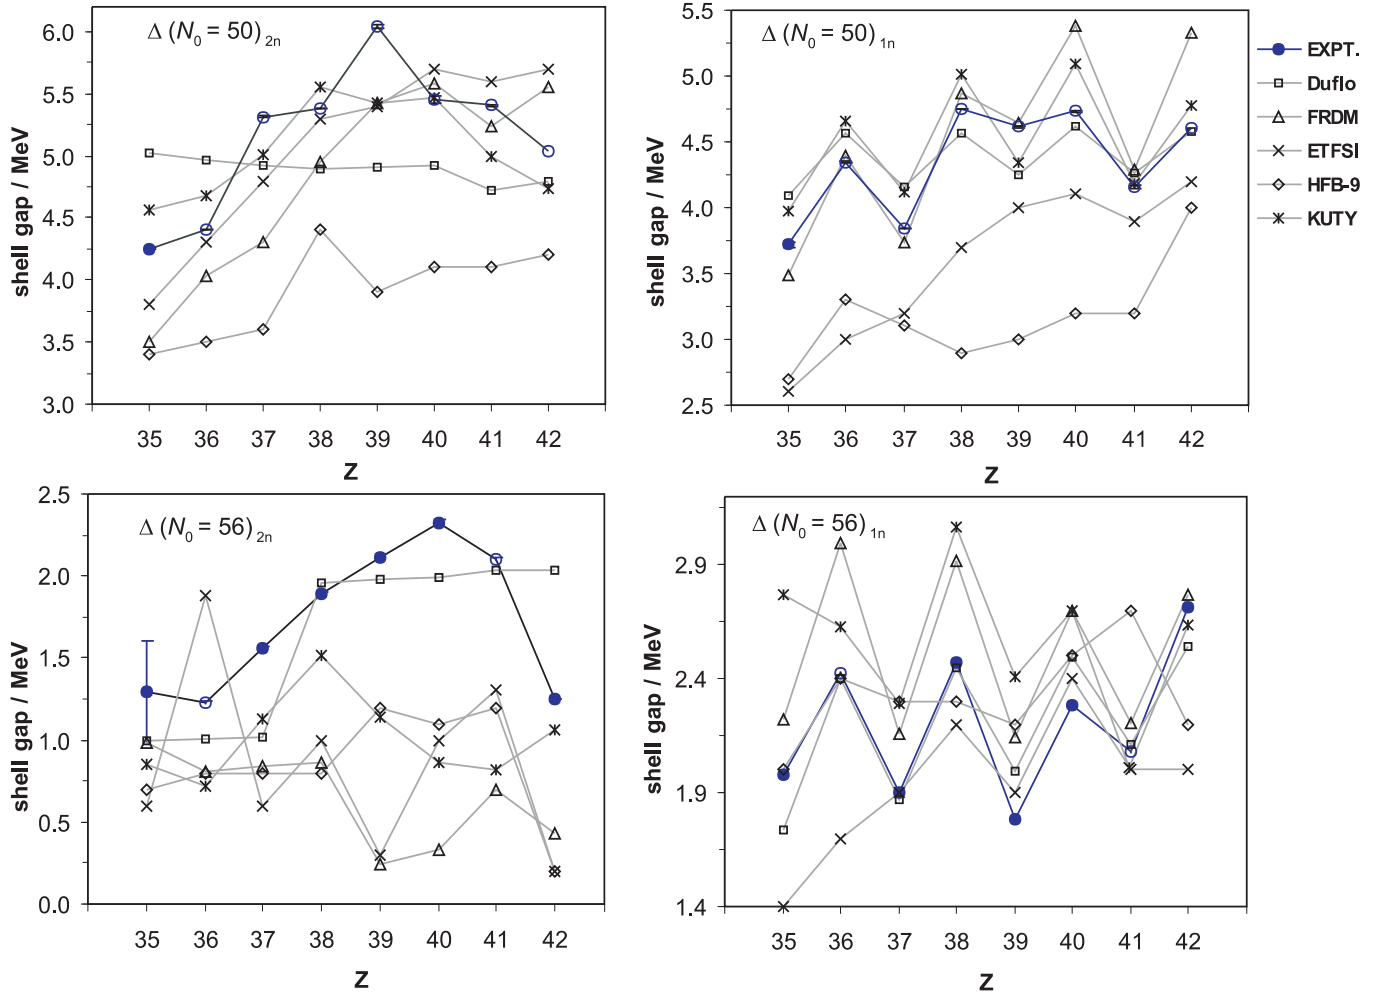 Δ (N₀ = 50)₂ₙ
shell gap / MeV
6.0
5.5
5.0
4.5
4.0
3.5
3.0
35 36 37 38 39 40 41 42
Z
Δ (N₀ = 50)₁ₙ
shell gap / MeV
5.5
5.0
4.5
4.0
3.5
3.0
2.5
35 36 37 38 39 40 41 42
Z
EXPT.
Duflo
FRDM
ETFSI
HFB-9
KUTY
Δ (N₀ = 56)₂ₙ
shell gap / MeV
2.5
2.0
1.5
1.0
0.5
0.0
35 36 37 38 39 40 41 42
Z
Δ (N₀ = 56)₁ₙ
shell gap / MeV
2.9
2.4
1.9
1.4
35 36 37 38 39 40 41 42
Z